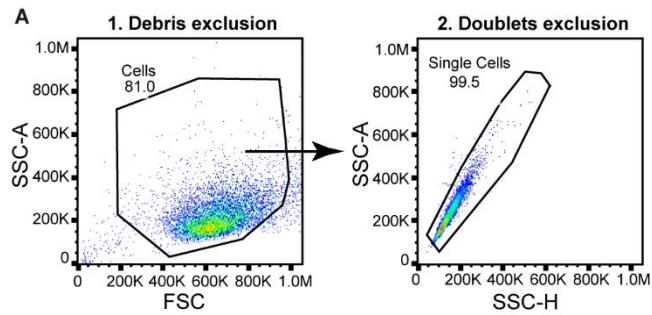 A
1. Debris exclusion
2. Doublets exclusion
1.0M
800K
600K
400K
200K
0
SSC-A
Cells
81.0
0 200K 400K 600K 800K 1.0M
FSC
1.0M
800K
600K
400K
200K
0
SSC-A
Single Cells
99.5
0 200K 400K 600K 800K 1.0M
SSC-H